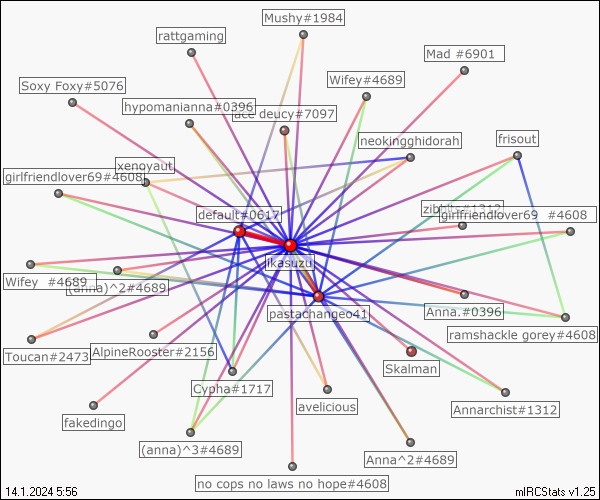 Mushy#1984
rattgaming
Mad #6901
Wifey#4689
Soxy Foxy#5076
hypomanianna#0396
ace deucy#7097
neokingghidorah
frisout
xenoyaut
girlfriendlover69#4608
default#0617
girlfriendlover69 #4608
ikasuzu
Wifey #4689
(anna)^2#4689
pastachangeo41
Anna.#0396
ramshackle gorey#4608
Toucan#2473
AlpineRooster#2156
Skalman
Cypha#1717
avelicious
Annarchist#1312
fakedingo
(anna)^3#4689
Anna^2#4689
no cops no laws no hope#4608
14.1.2024 5:56
mIRCStats v1.25